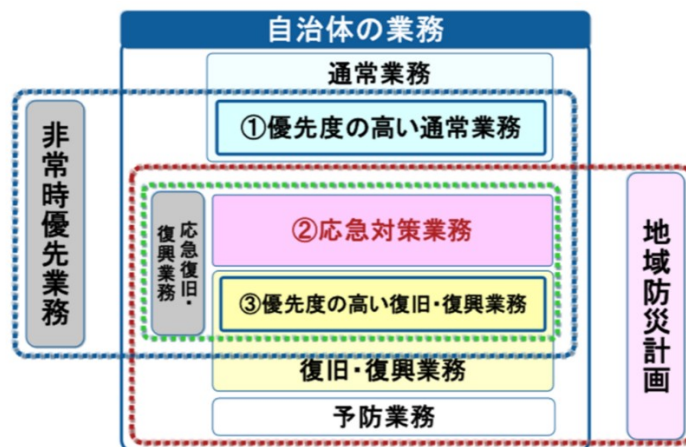 自治体の業務
通常業務
①優先度の高い通常業務
非常時優先業務
応急復旧・
復興業務
②応急対策業務
③優先度の高い復旧・復興業務
地域防災計画
復旧・復興業務
予防業務